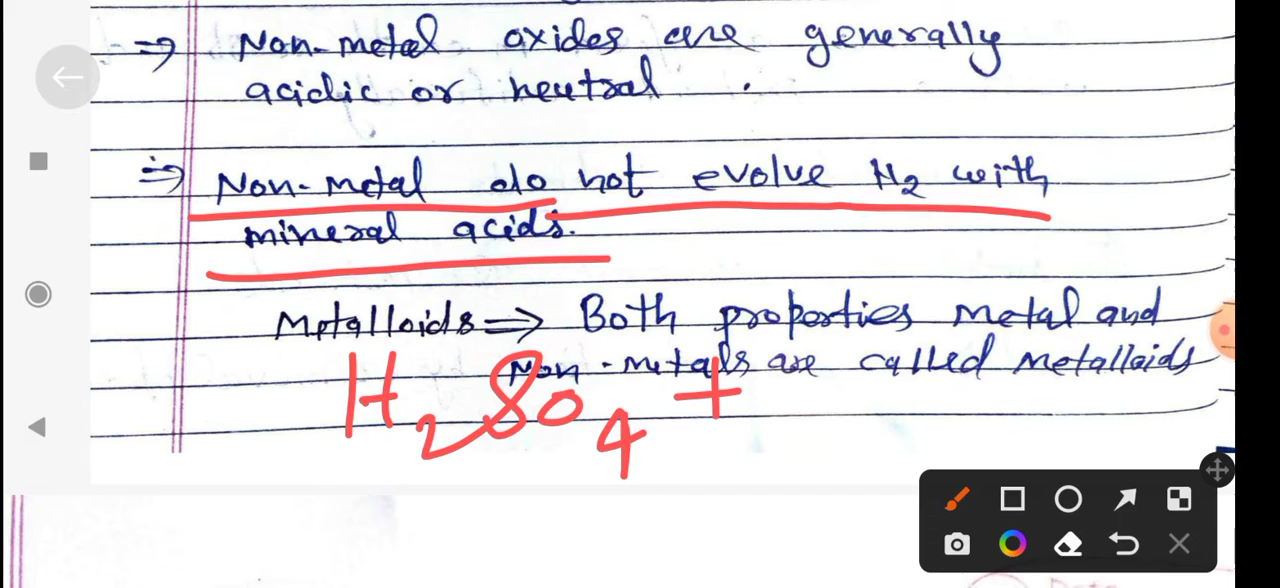 ⇒ Non-metal oxides are generally
acidic or neutral .
⇒ Non-metal do not evolve H₂ with
mineral acids.
Metalloids ⇒ Both properties metal and
Non-metals are called metalloids
H₂SO₄ +